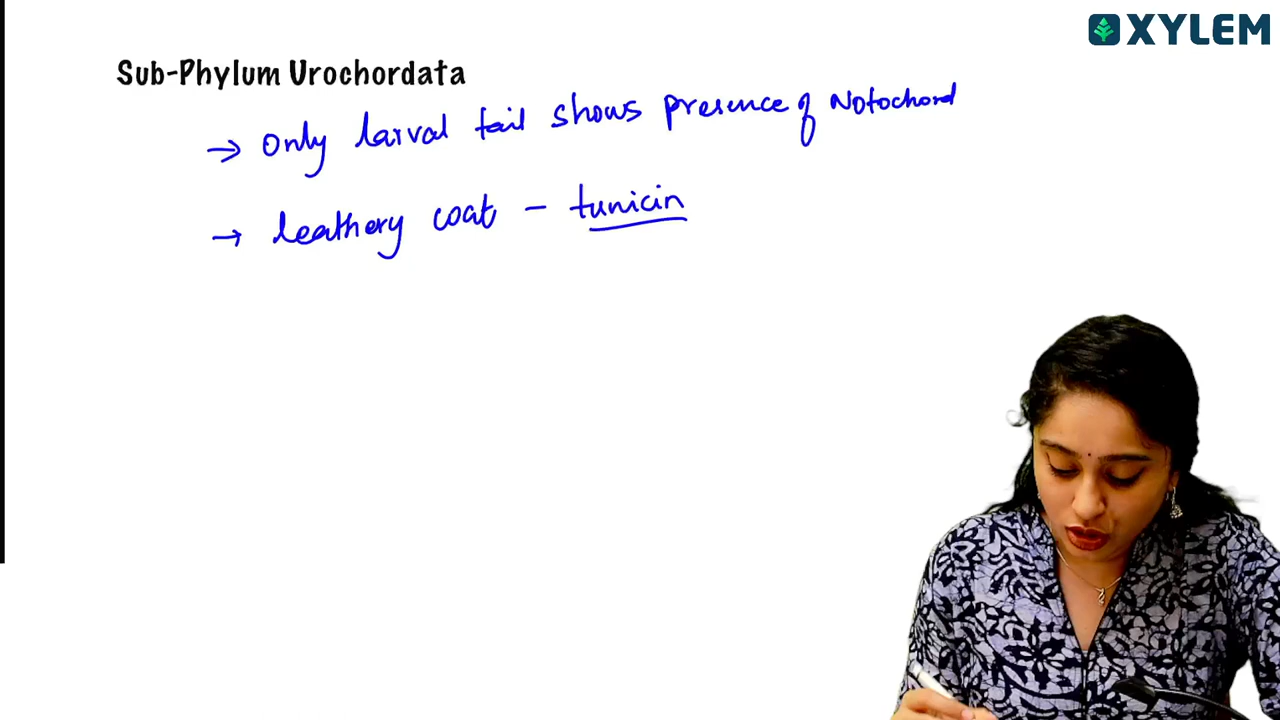 XYLEM
Sub-Phylum Urochordata
→ Only larval tail shows presence of Notochord
→ leathery coat - tunicin